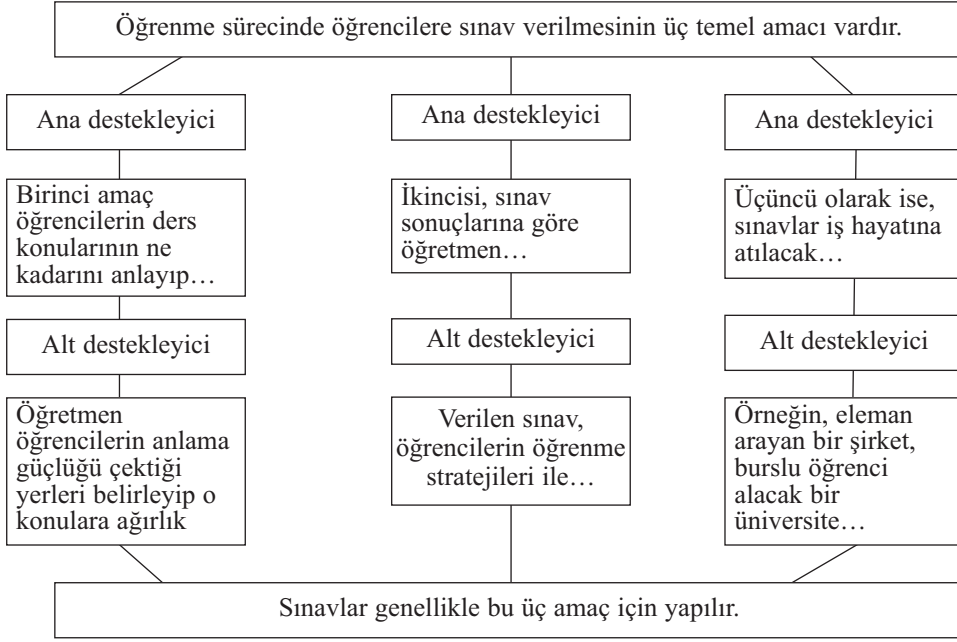 Öğrenme sürecinde öğrencilere sınav verilmesinin üç temel amacı vardır.
Ana destekleyici
Ana destekleyici
Ana destekleyici
Birinci amaç
öğrencilerin ders
konularının ne
kadarını anlayıp…
İkincisi, sınav
sonuçlarına göre
öğretmen…
Üçüncü olarak ise,
sınavlar iş hayatına
atılacak…
Alt destekleyici
Alt destekleyici
Alt destekleyici
Öğretmen
öğrencilerin anlama
güçlüğü çektiği
yerleri belirleyip o
konulara ağırlık
Verilen sınav,
öğrencilerin öğrenme
stratejileri ile…
Örneğin, eleman
arayan bir şirket,
burslu öğrenci
alacak bir
üniversite…
Sınavlar genellikle bu üç amaç için yapılır.